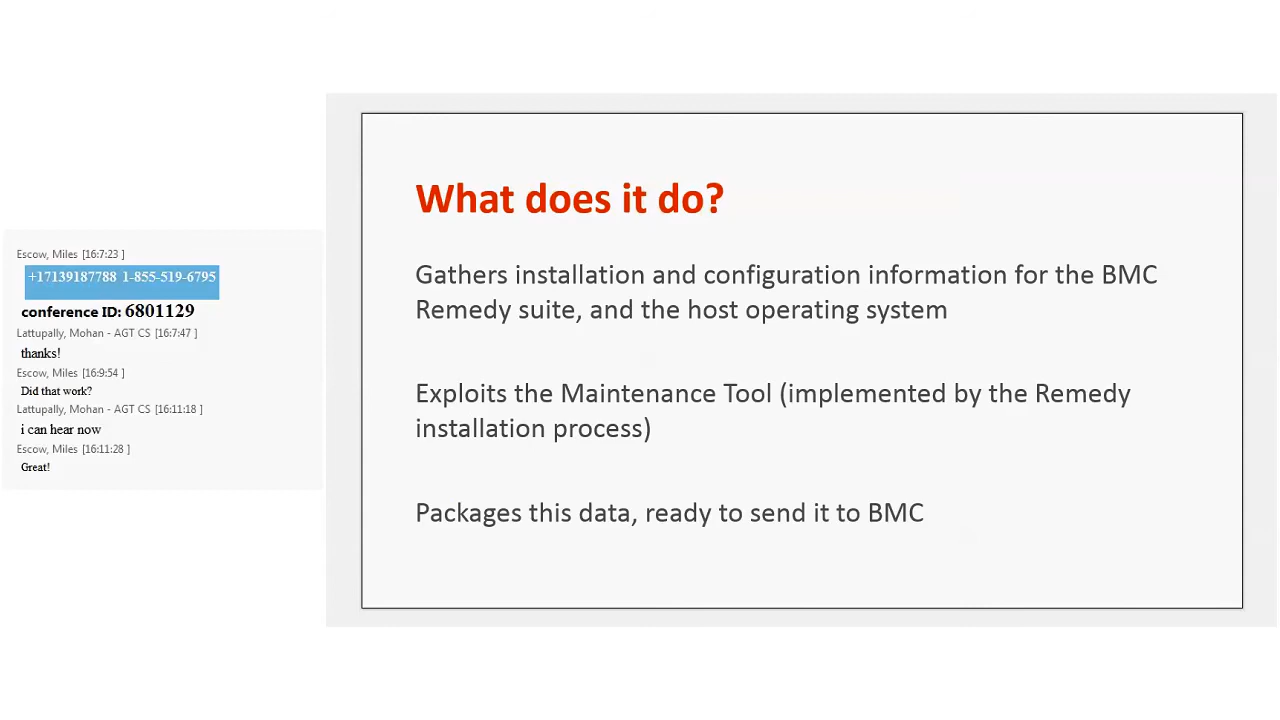 Escow, Miles [16:7:23 ]
+17139187788 1-855-519-6795
conference ID: 6801129
Lattupally, Mohan - AGT CS [16:7:47 ]
thanks!
Escow, Miles [16:9:54 ]
Did that work?
Lattupally, Mohan - AGT CS [16:11:18 ]
i can hear now
Escow, Miles [16:11:28 ]
Great!
What does it do?
Gathers installation and configuration information for the BMC
Remedy suite, and the host operating system
Exploits the Maintenance Tool (implemented by the Remedy
installation process)
Packages this data, ready to send it to BMC